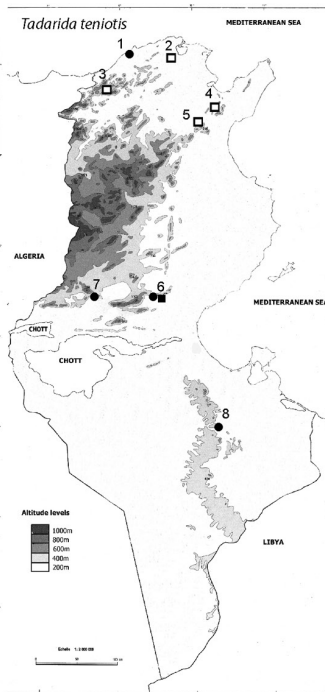 Tadarida teniotis
MEDITERRANEAN SEA
1
2
3
4
5
ALGERIA
7
6
MEDITERRANEAN SEA
CHOTT
CHOTT
8
Altitude levels
1000m
800m
600m
400m
200m
LIBYA